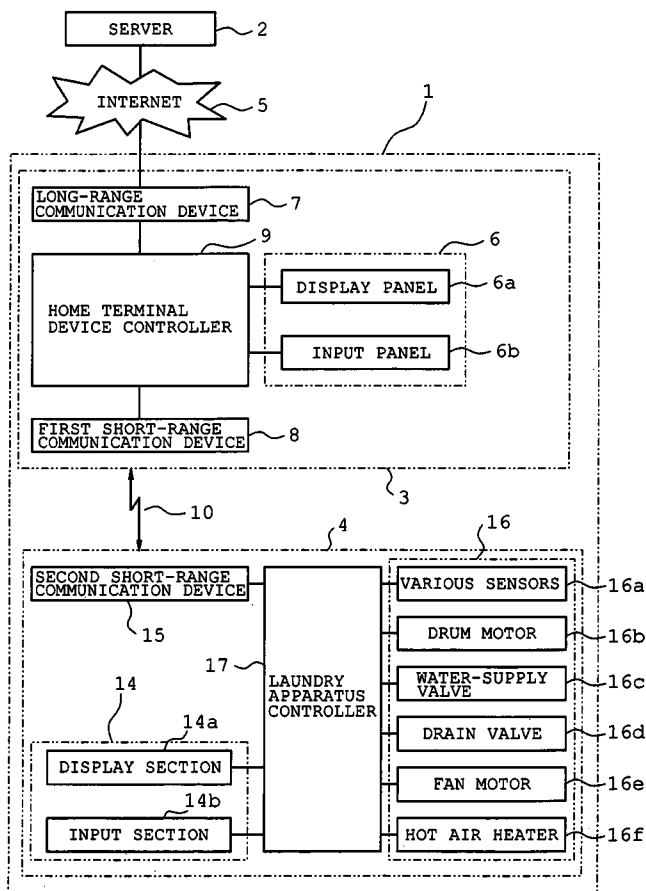 SERVER
2
INTERNET
5
1
LONG-RANGE
COMMUNICATION DEVICE
7
9
6
HOME TERMINAL
DEVICE CONTROLLER
DISPLAY PANEL
6a
INPUT PANEL
6b
FIRST SHORT-RANGE
COMMUNICATION DEVICE
8
3
10
4
16
SECOND SHORT-RANGE
COMMUNICATION DEVICE
15
17
LAUNDRY
APPARATUS
CONTROLLER
VARIOUS SENSORS
16a
DRUM MOTOR
16b
WATER-SUPPLY
VALVE
16c
DRAIN VALVE
16d
FAN MOTOR
16e
HOT AIR HEATER
16f
14
14a
DISPLAY SECTION
14b
INPUT SECTION